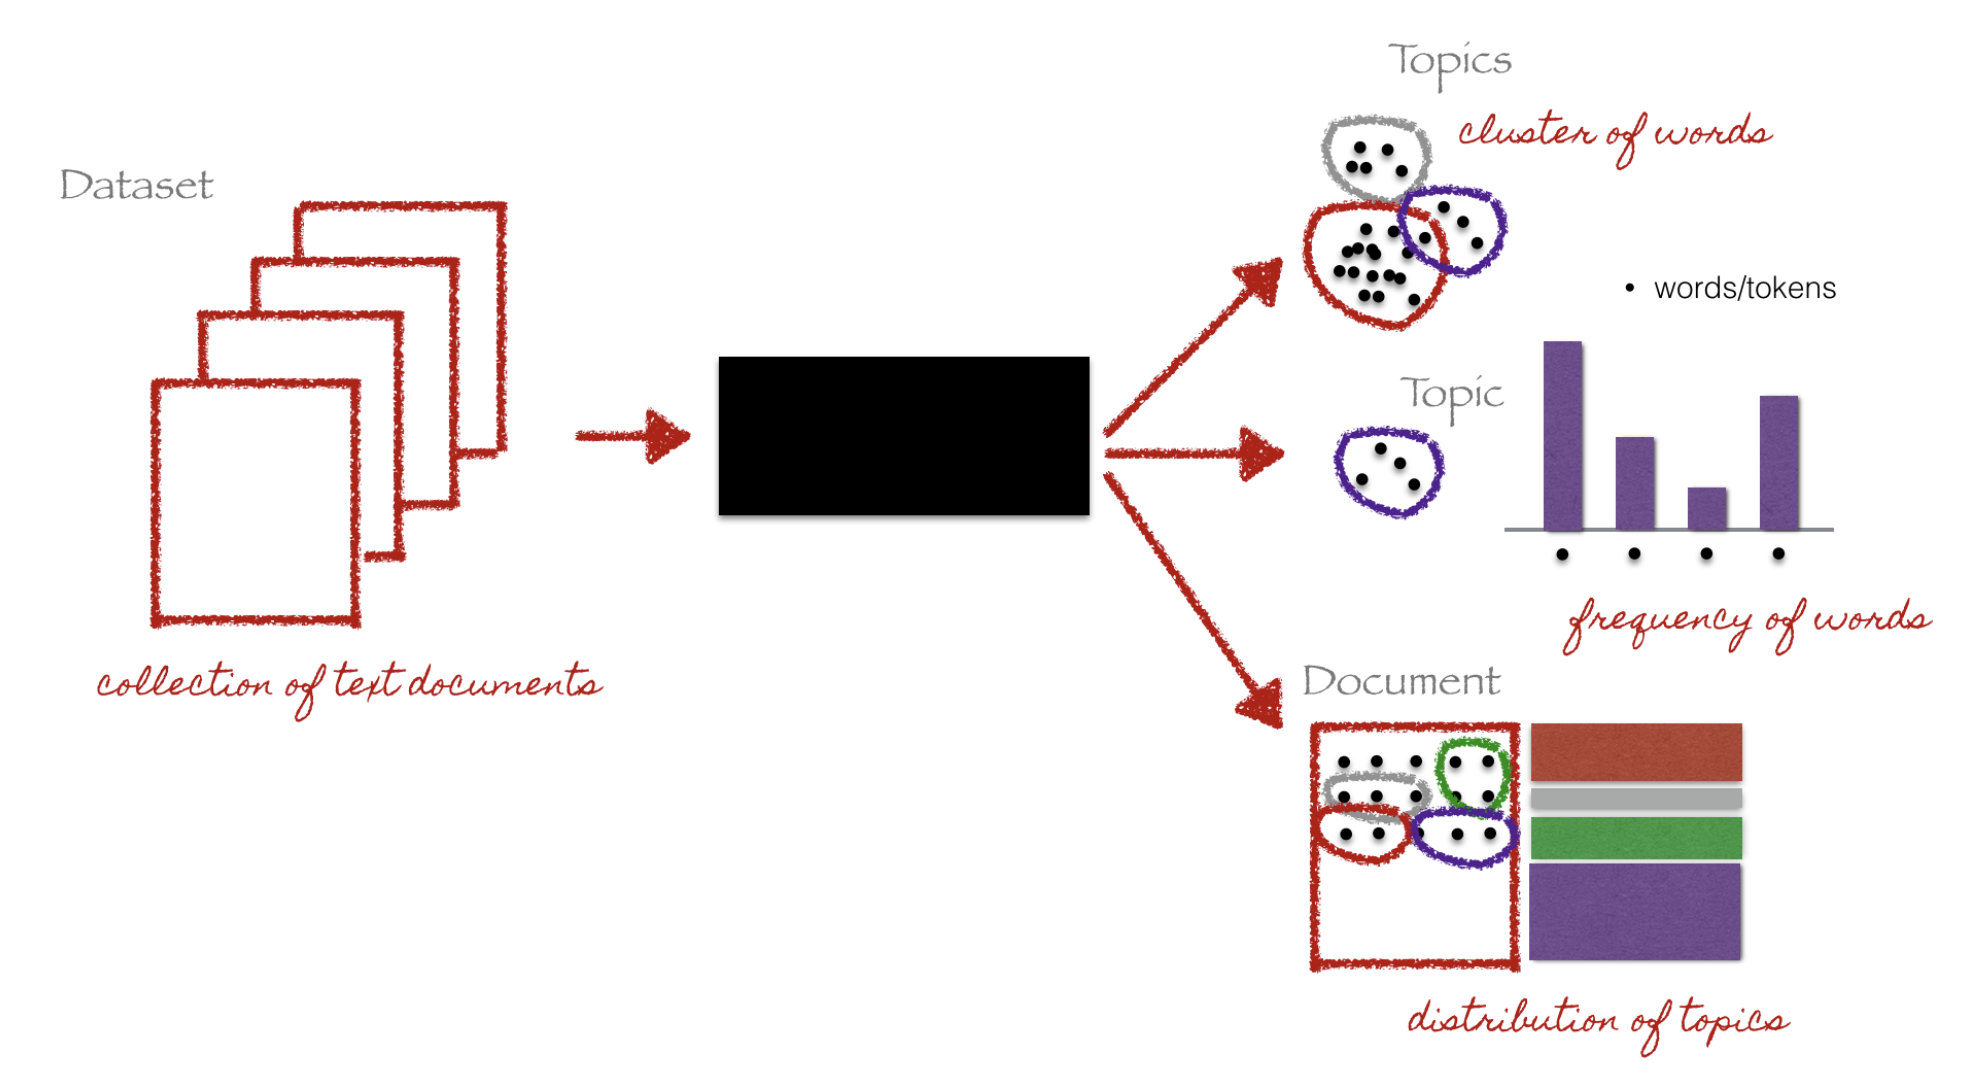 Dataset
collection of text documents
Topics
cluster of words
• words/tokens
Topic
frequency of words
Document
distribution of topics